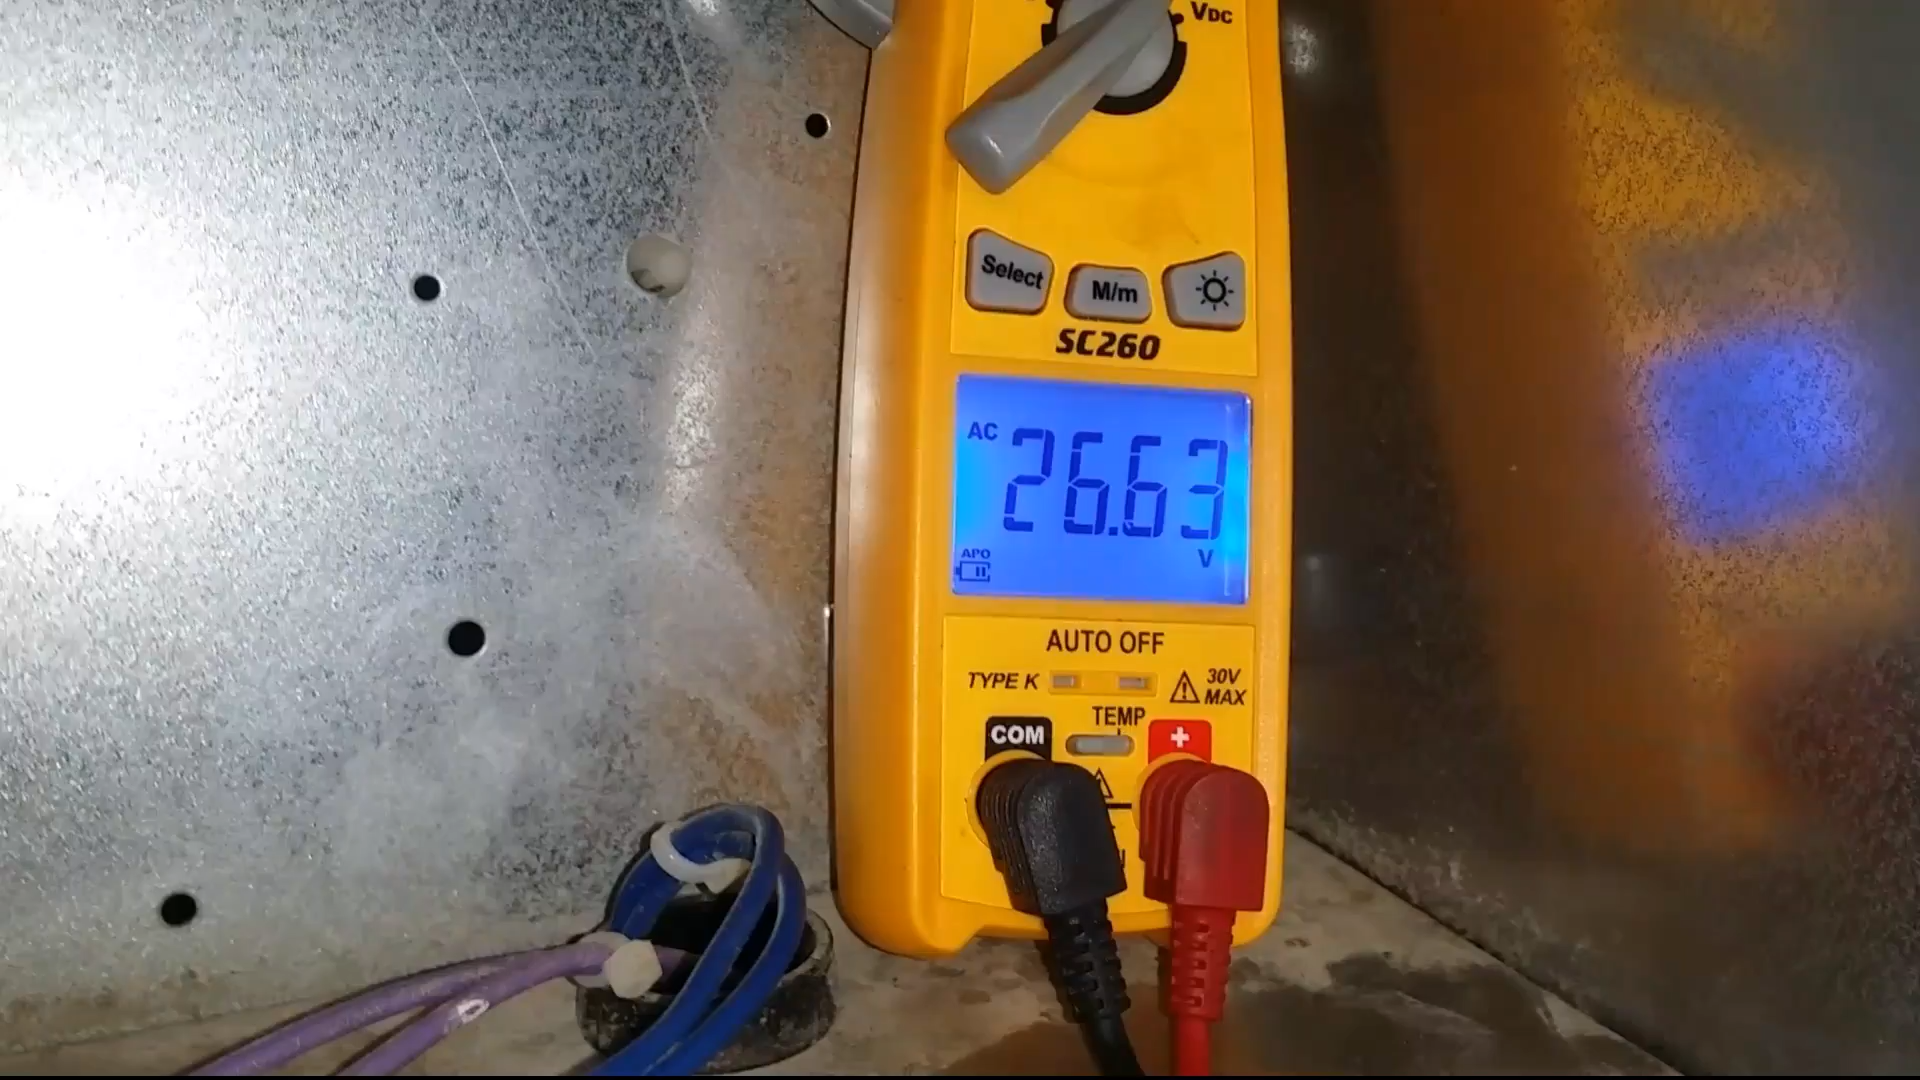 VDC
Select
M/m
SC260
AC
26.63
APO
V
AUTO OFF
TYPE K
30V
MAX
TEMP
COM
+